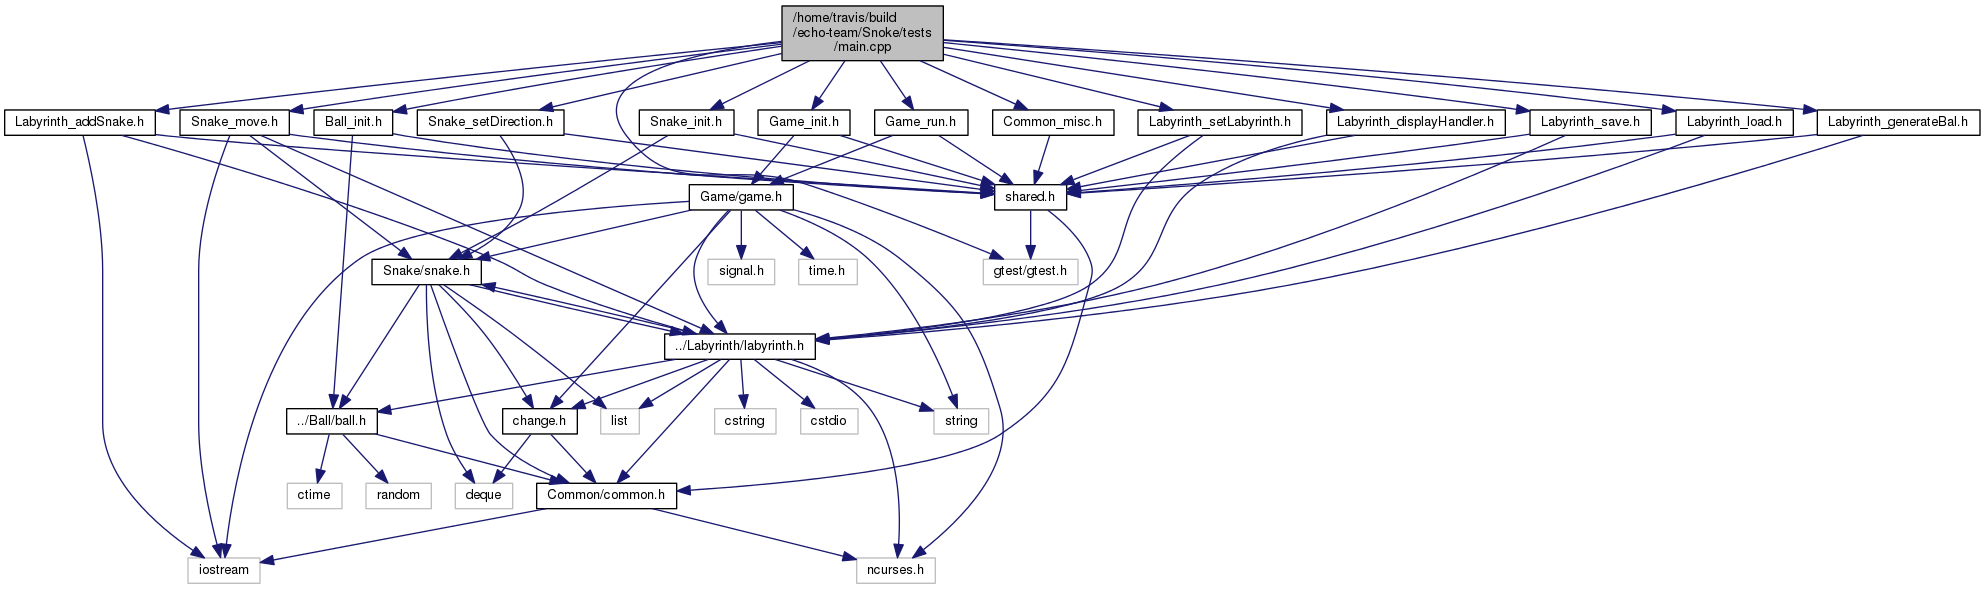 /home/travis/build
/echo-team/Snoke/tests
/main.cpp
Labyrinth_addSnake.h
Snake_move.h
Ball_init.h
Snake_setDirection.h
Snake_init.h
Game_init.h
Game_run.h
Common_misc.h
Labyrinth_setLabyrinth.h
Labyrinth_displayHandler.h
Labyrinth_save.h
Labyrinth_load.h
Labyrinth_generateBal.h
Game/game.h
shared.h
Snake/snake.h
signal.h
time.h
gtest/gtest.h
../Labyrinth/labyrinth.h
../Ball/ball.h
change.h
list
cstring
cstdio
string
ctime
random
deque
Common/common.h
iostream
ncurses.h